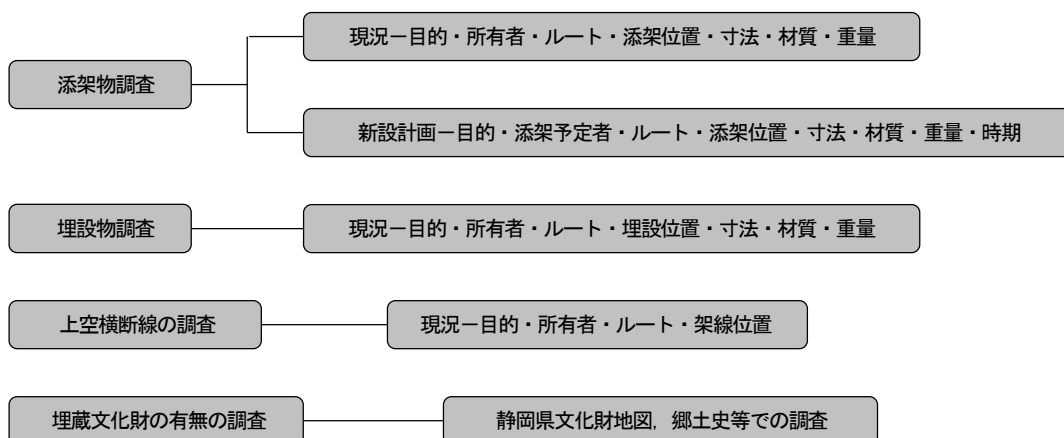 現況－目的・所有者・ルート・添架位置・寸法・材質・重量
添架物調査
新設計画－目的・添架予定者・ルート・添架位置・寸法・材質・重量・時期
埋設物調査
現況－目的・所有者・ルート・埋設位置・寸法・材質・重量
上空横断線の調査
現況－目的・所有者・ルート・架線位置
埋蔵文化財の有無の調査
静岡県文化財地図，郷土史等での調査